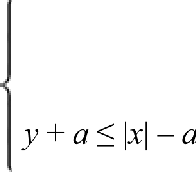 y + a ≤ |x| − a